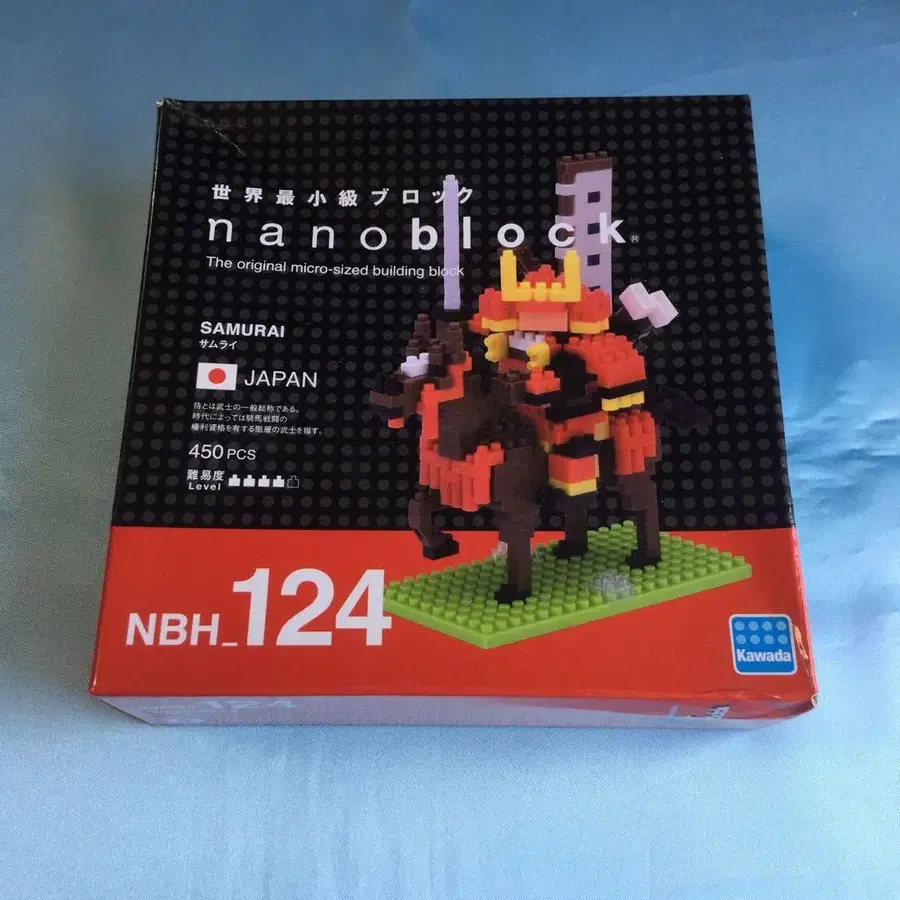 世界最小級ブロック
nanoblock®
The original micro-sized building block
SAMURAI
サムライ
JAPAN
侍とは武士の一般総称である。
時代によっては騎馬戦闘の
権利資格を有する階層の武士を指す。
450 PCS
難易度
Level
NBH_124
Kawada
124